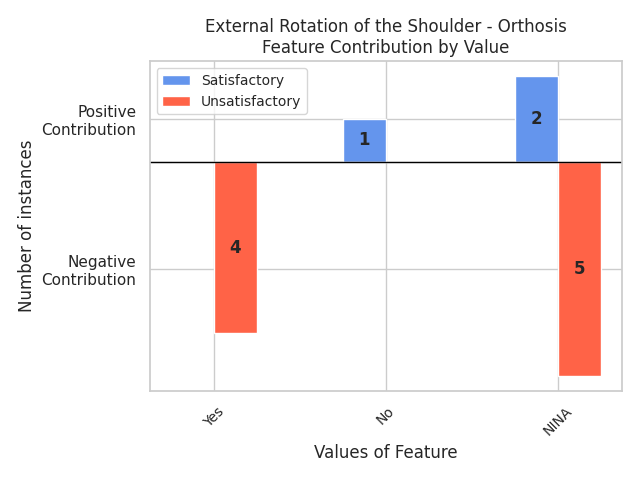 External Rotation of the Shoulder - Orthosis
Feature Contribution by Value
Satisfactory
Unsatisfactory
Positive
Contribution
Negative
Contribution
Number of instances
1
2
4
5
Yes
No
NINA
Values of Feature